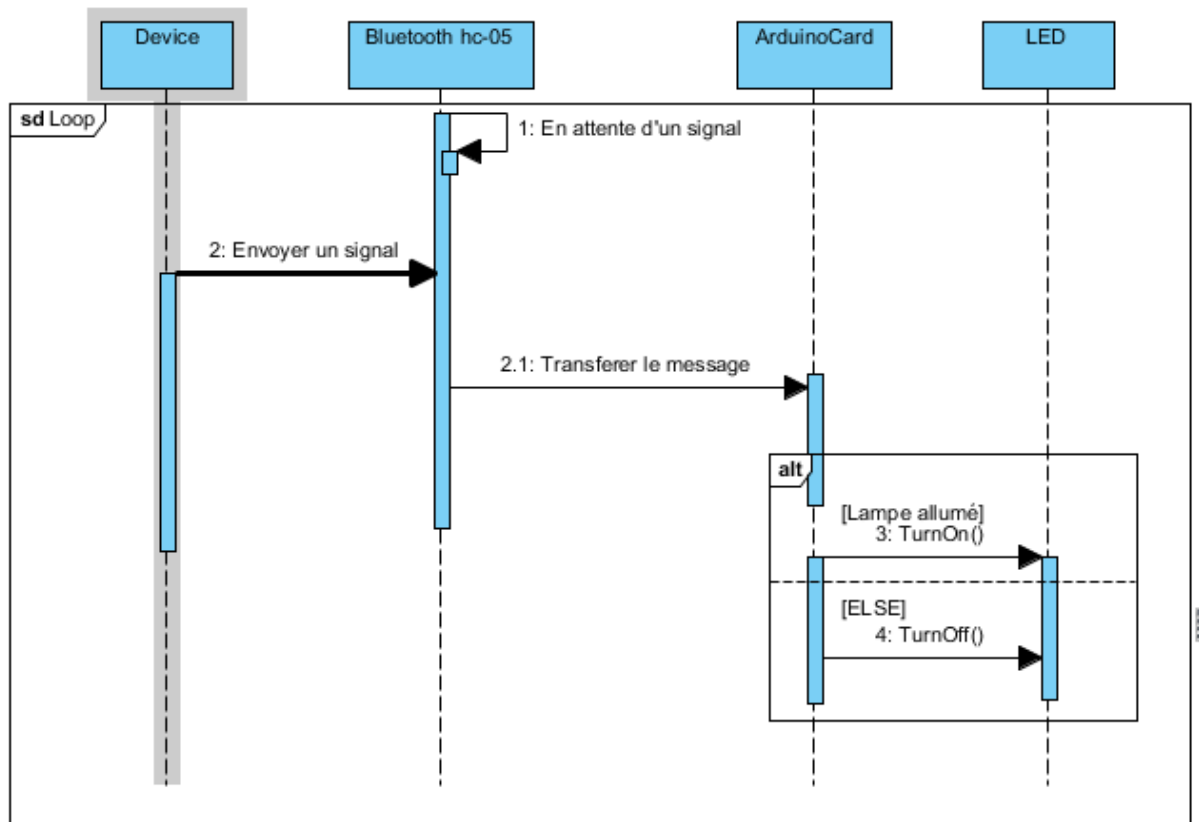 Device
Bluetooth hc-05
ArduinoCard
LED
sd Loop
1: En attente d'un signal
2: Envoyer un signal
2.1: Transferer le message
alt
[Lampe allumé]
3: TurnOn()
[ELSE]
4: TurnOff()